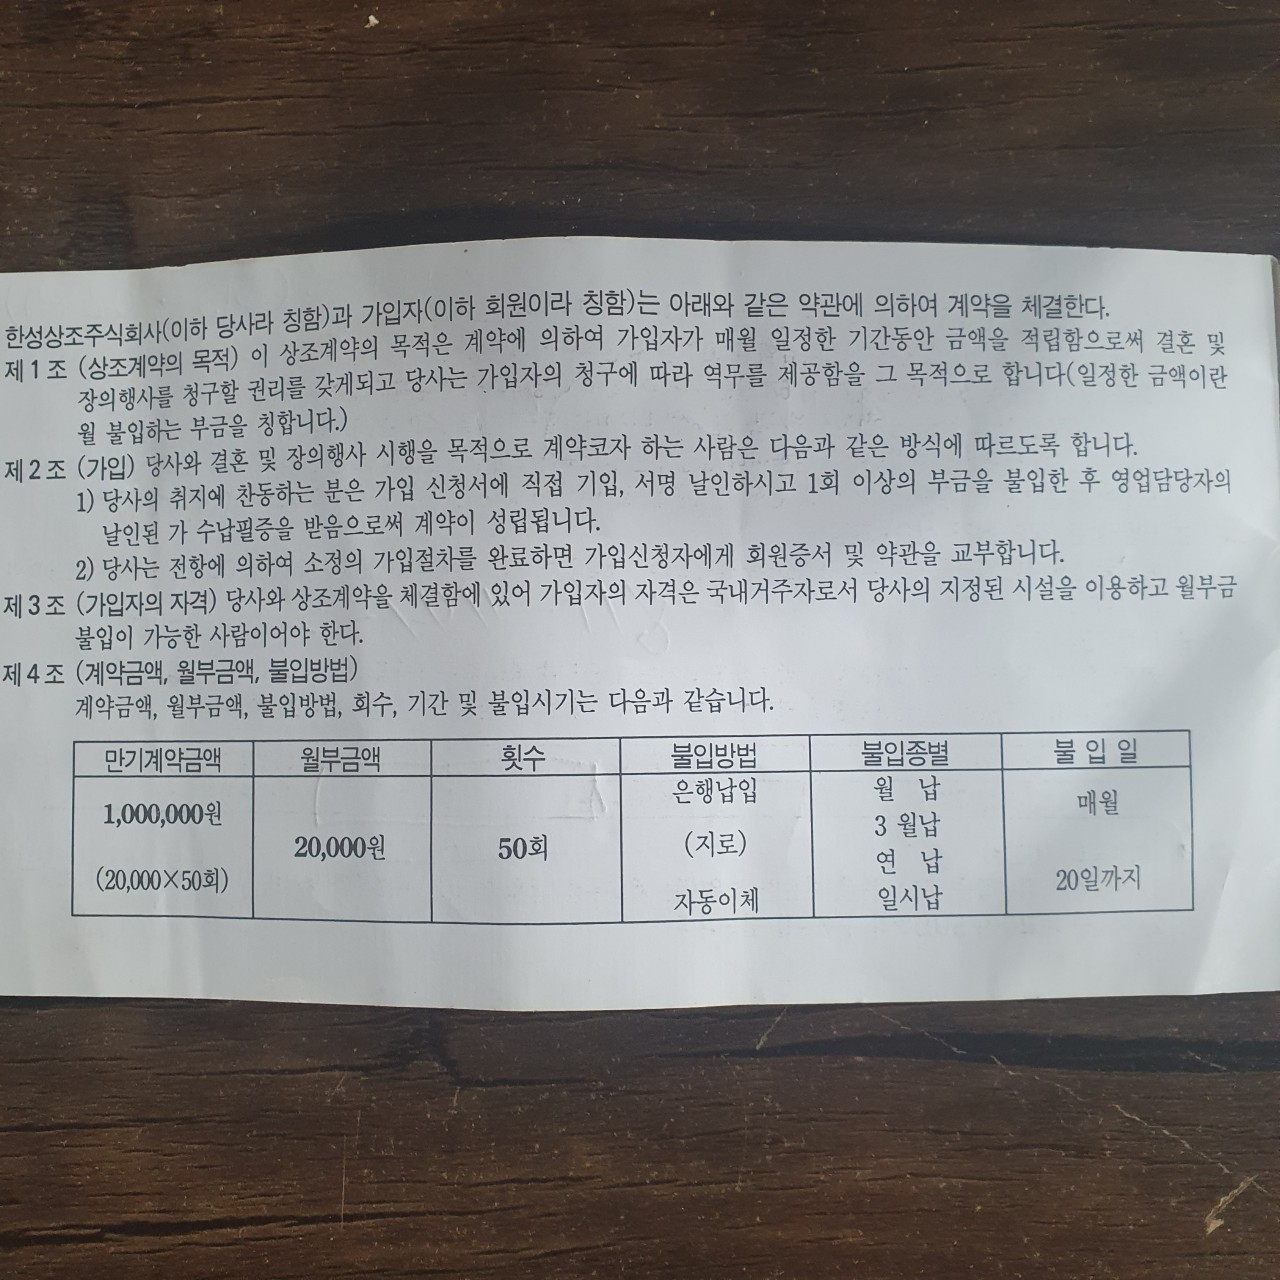 한성상조주식회사(이하 당사라 칭함)과 가입자(이하 회원이라 칭함)는 아래와 같은 약관에 의하여 계약을 체결한다.
제1조 (상조계약의 목적) 이 상조계약의 목적은 계약에 의하여 가입자가 매월 일정한 기간동안 금액을 적립함으로써 결혼 및
장의행사를 청구할 권리를 갖게되고 당사는 가입자의 청구에 따라 역무를 제공함을 그 목적으로 합니다(일정한 금액이란
월 불입하는 부금을 칭합니다.)
제2조 (가입) 당사와 결혼 및 장의행사 시행을 목적으로 계약코자 하는 사람은 다음과 같은 방식에 따르도록 합니다.
1) 당사의 취지에 찬동하는 분은 가입 신청서에 직접 기입, 서명 날인하시고 1회 이상의 부금을 불입한 후 영업담당자의
날인된 가 수납필증을 받음으로써 계약이 성립됩니다.
2) 당사는 전항에 의하여 소정의 가입절차를 완료하면 가입신청자에게 회원증서 및 약관을 교부합니다.
제3조 (가입자의 자격) 당사와 상조계약을 체결함에 있어 가입자의 자격은 국내거주자로서 당사의 지정된 시설을 이용하고 월부금
불입이 가능한 사람이어야 한다.
제4조 (계약금액, 월부금액, 불입방법)
계약금액, 월부금액, 불입방법, 회수, 기간 및 불입시기는 다음과 같습니다.
만기계약금액 월부금액 횟수 불입방법 불입종별 불 입 일
1,000,000원
(20,000×50회)
20,000원
50회
은행납입
(지로)
자동이체
월 납
3 월납
연 납
일시납
매월
20일까지